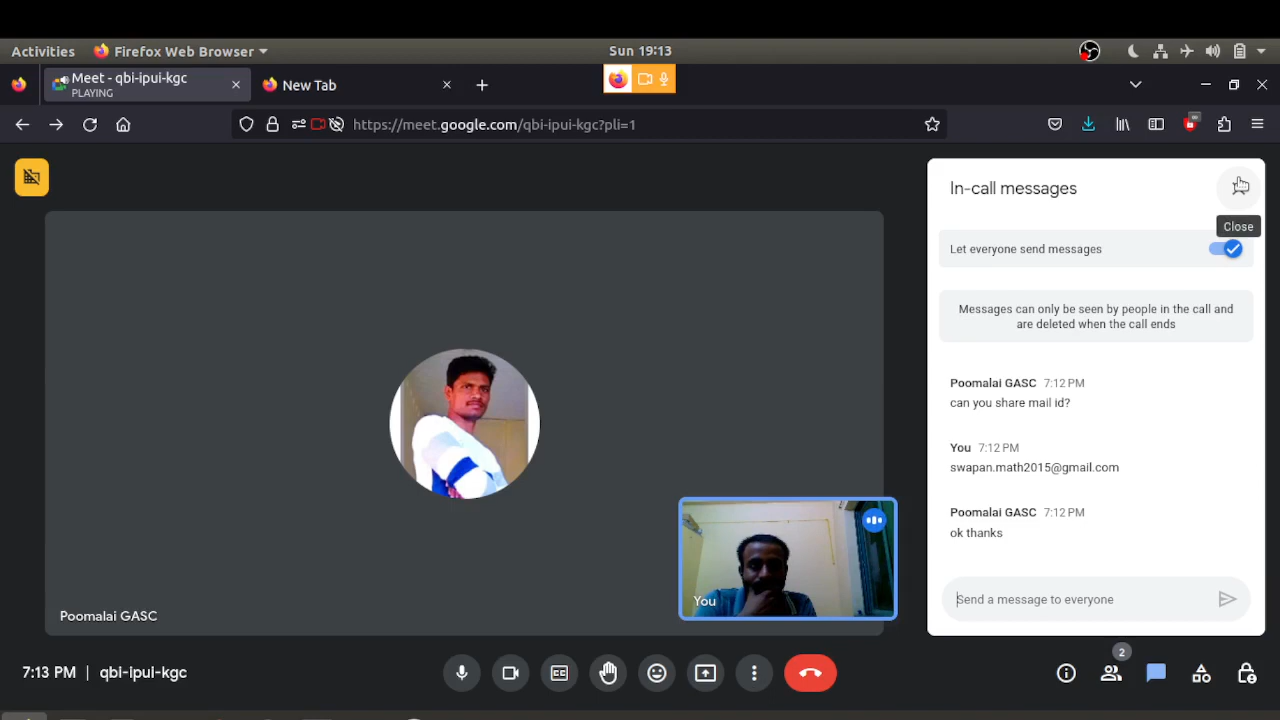 Activities
Firefox Web Browser
Sun 19:13
Meet - qbi-ipui-kgc
PLAYING
New Tab
https://meet.google.com/qbi-ipui-kgc?pli=1
In-call messages
Close
Let everyone send messages
Messages can only be seen by people in the call and
are deleted when the call ends
Poomalai GASC 7:12 PM
can you share mail id?
You 7:12 PM
swapan.math2015@gmail.com
Poomalai GASC 7:12 PM
ok thanks
Send a message to everyone
You
Poomalai GASC
7:13 PM | qbi-ipui-kgc
2